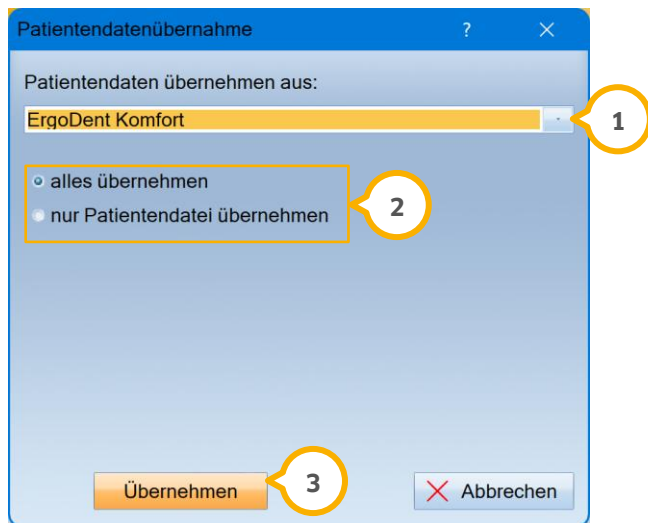 Patientendatenübernahme ? ×
Patientendaten übernehmen aus:
ErgoDent Komfort
1
alles übernehmen
nur Patientendatei übernehmen
2
Übernehmen
3
Abbrechen